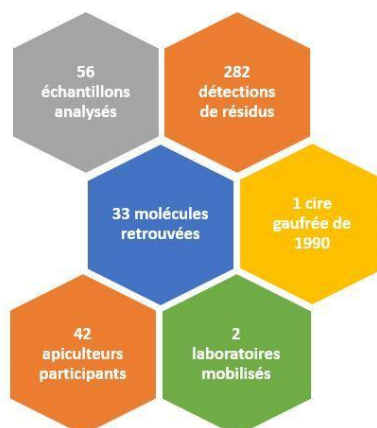 56
échantillons
analysés
282
détections
de résidus
33 molécules
retrouvées
1 cire
gaufrée de
1990
42
apiculteurs
participants
2
laboratoires
mobilisés